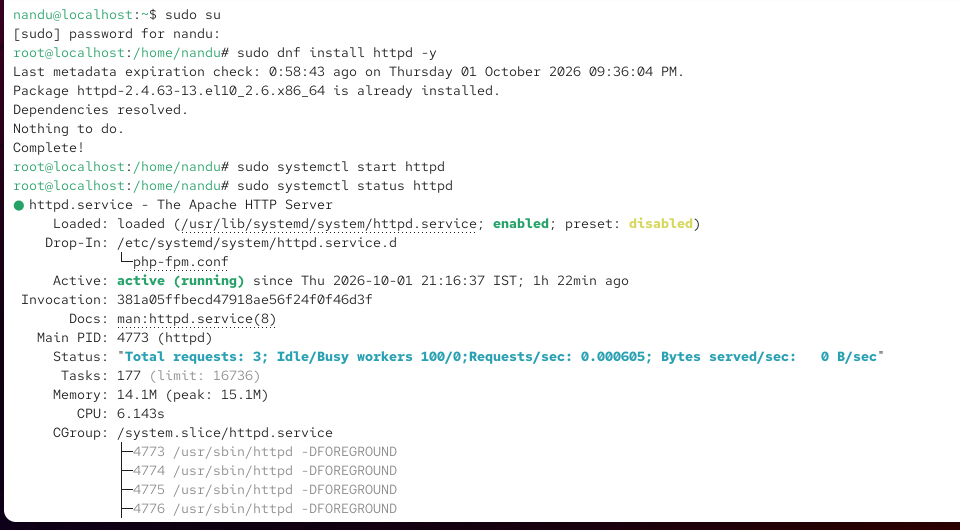 nandu@localhost:~$ sudo su
[sudo] password for nandu:
root@localhost:/home/nandu# sudo dnf install httpd -y
Last metadata expiration check: 0:58:43 ago on Thursday 01 October 2026 09:36:04 PM.
Package httpd-2.4.63-13.el10_2.6.x86_64 is already installed.
Dependencies resolved.
Nothing to do.
Complete!
root@localhost:/home/nandu# sudo systemctl start httpd
root@localhost:/home/nandu# sudo systemctl status httpd
● httpd.service - The Apache HTTP Server
     Loaded: loaded (/usr/lib/systemd/system/httpd.service; enabled; preset: disabled)
    Drop-In: /etc/systemd/system/httpd.service.d
             └─php-fpm.conf
     Active: active (running) since Thu 2026-10-01 21:16:37 IST; 1h 22min ago
 Invocation: 381a05ffbecd47918ae56f24f0f46d3f
       Docs: man:httpd.service(8)
   Main PID: 4773 (httpd)
     Status: "Total requests: 3; Idle/Busy workers 100/0;Requests/sec: 0.000605; Bytes served/sec:   0 B/sec"
      Tasks: 177 (limit: 16736)
     Memory: 14.1M (peak: 15.1M)
        CPU: 6.143s
     CGroup: /system.slice/httpd.service
             ├─4773 /usr/sbin/httpd -DFOREGROUND
             ├─4774 /usr/sbin/httpd -DFOREGROUND
             ├─4775 /usr/sbin/httpd -DFOREGROUND
             ├─4776 /usr/sbin/httpd -DFOREGROUND